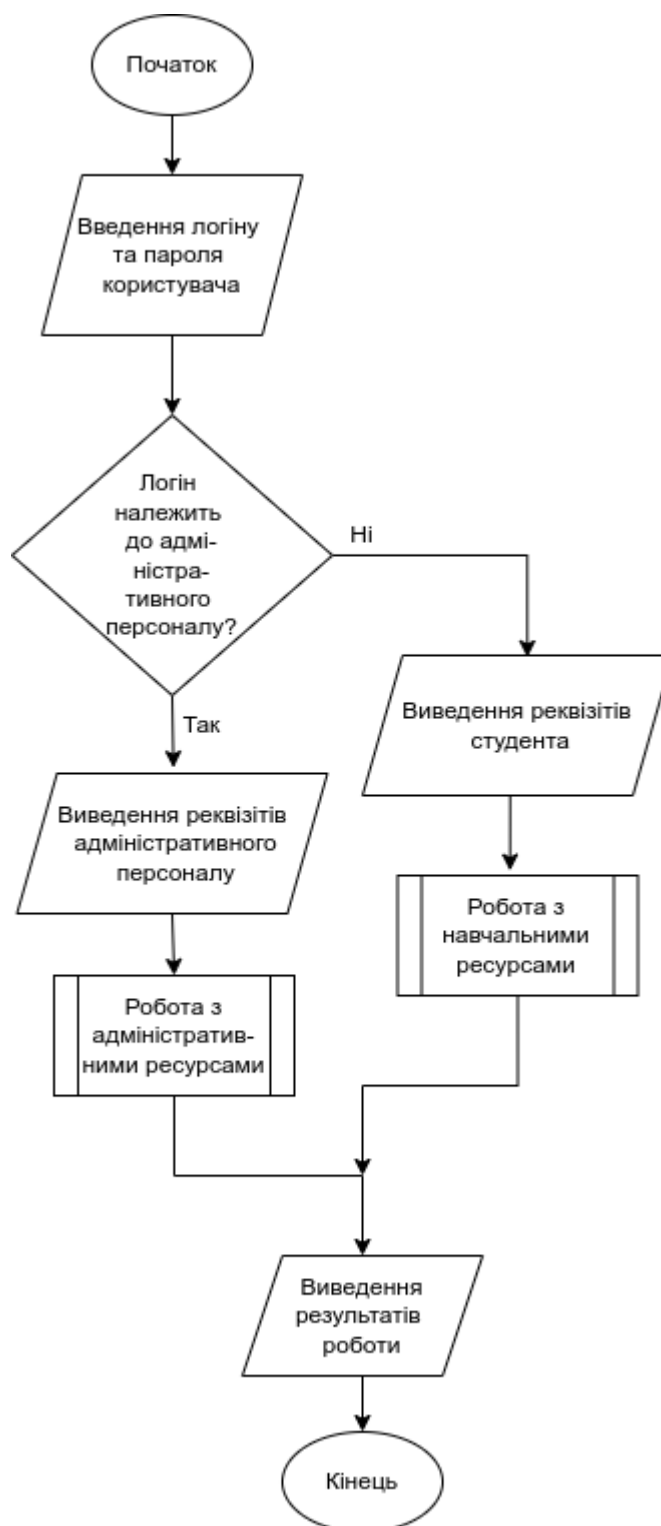 Початок
Введення логіну
та пароля
користувача
Логін
належить
до адмі-
ністра-
тивного
персоналу?
Ні
Так
Виведення реквізітів
студента
Виведення реквізітів
адміністративного
персоналу
Робота з
навчальними
ресурсами
Робота з
адміністратив-
ними ресурсами
Виведення
результатів
роботи
Кінець